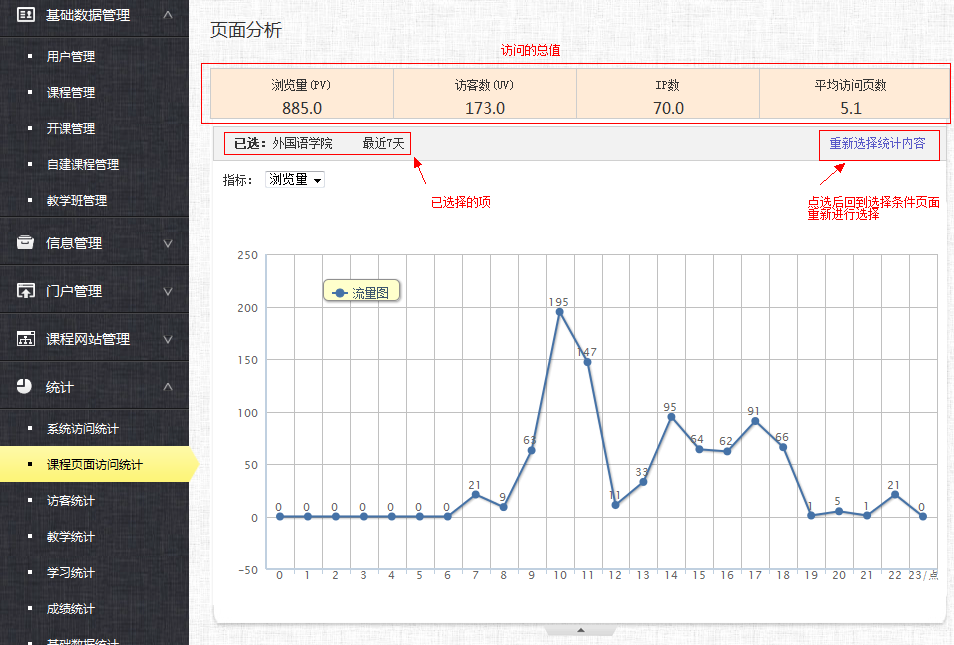 基础数据管理
用户管理
课程管理
开课管理
自建课程管理
教学班管理
信息管理
门户管理
课程网站管理
统计
系统访问统计
课程页面访问统计
访客统计
教学统计
学习统计
成绩统计
基础数据统计
页面分析
访问的总值
浏览量(PV) 访客数(UV) IP数 平均访问页数
885.0 173.0 70.0 5.1
已选：外国语学院 最近7天 重新选择统计内容
指标： 浏览量
已选择的项
点选后回到选择条件页面
重新进行选择
流量图
250
200
150
100
50
0
-50
0 0 0 0 0 0 0 21 9 63 195 147 11 33 95 64 62 91 66 1 5 1 21 0
0 1 2 3 4 5 6 7 8 9 10 11 12 13 14 15 16 17 18 19 20 21 22 23/点